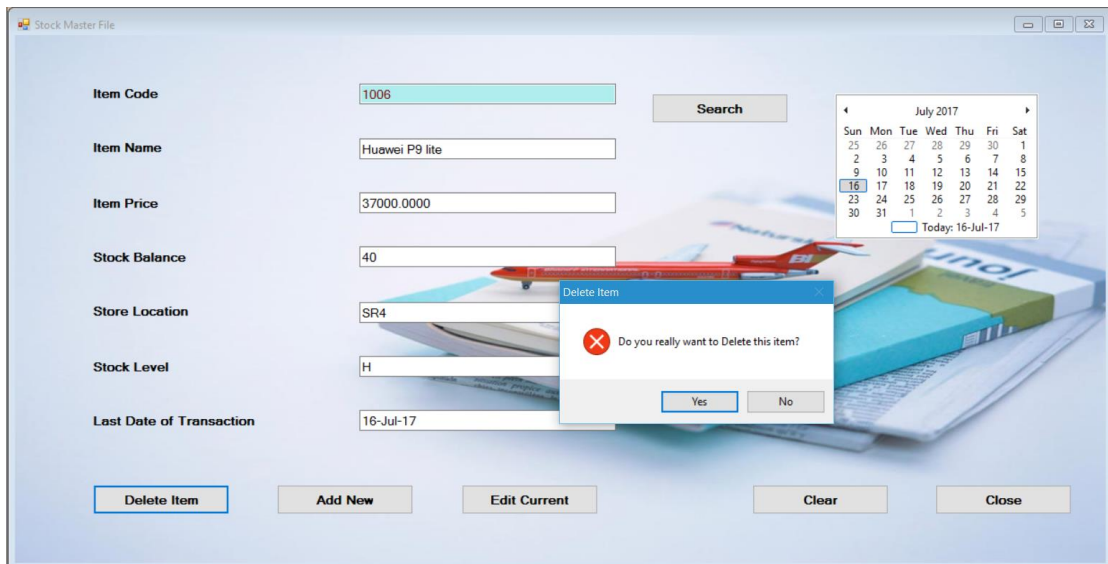 Stock Master File
Item Code
1006
Search
Item Name
Huawei P9 lite
Item Price
37000.0000
Stock Balance
40
Store Location
SR4
Stock Level
H
Last Date of Transaction
16-Jul-17
July 2017
Sun Mon Tue Wed Thu Fri Sat
25 26 27 28 29 30 1
2 3 4 5 6 7 8
9 10 11 12 13 14 15
16 17 18 19 20 21 22
23 24 25 26 27 28 29
30 31 1 2 3 4 5
Today: 16-Jul-17
Delete Item
Do you really want to Delete this item?
Yes No
Delete Item
Add New
Edit Current
Clear
Close